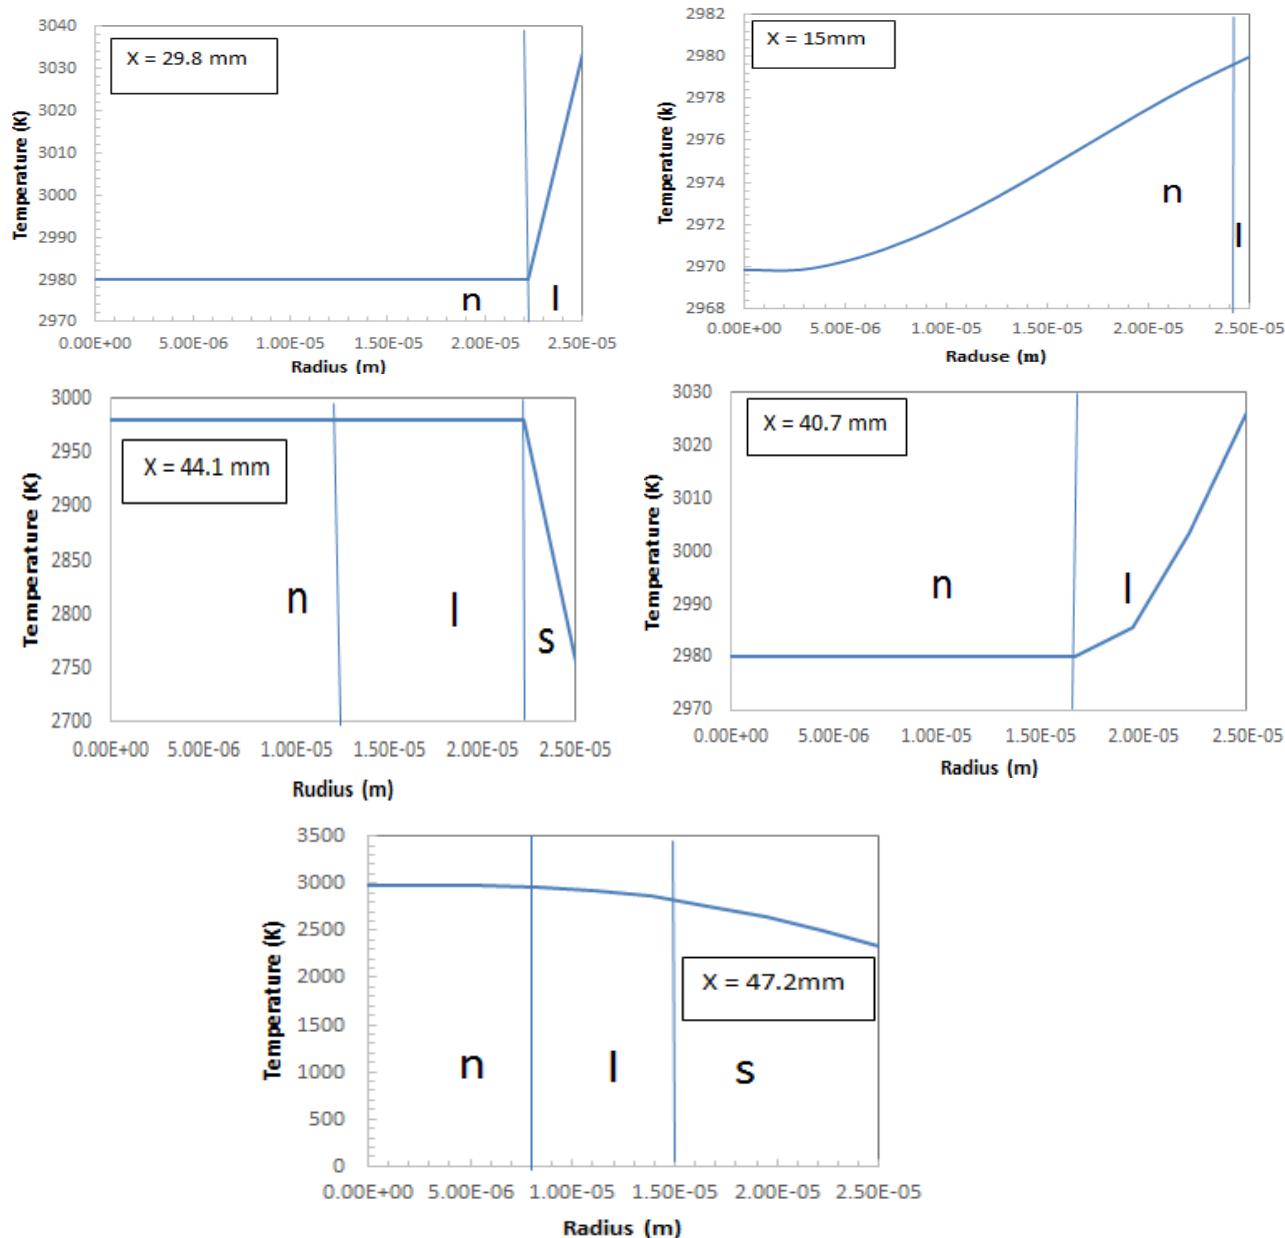 3040
3030
3020
3010
3000
2990
2980
2970
Temperature (K)
X = 29.8 mm
n l
0.00E+00 5.00E-06 1.00E-05 1.50E-05 2.00E-05 2.50E-05
Radius (m)
2982
2980
2978
2976
2974
2972
2970
2968
Temperature (k)
X = 15mm
n
l
0.00E+00 5.00E-06 1.00E-05 1.50E-05 2.00E-05 2.50E-05
Raduse (m)
3000
2950
2900
2850
2800
2750
2700
Temperature (K)
X = 44.1 mm
n l s
0.00E+00 5.00E-06 1.00E-05 1.50E-05 2.00E-05 2.50E-05
Rudius (m)
3030
3020
3010
3000
2990
2980
2970
Temperature (K)
X = 40.7 mm
n l
0.00E+00 5.00E-06 1.00E-05 1.50E-05 2.00E-05 2.50E-05
Radius (m)
3500
3000
2500
2000
1500
1000
500
0
Temperature (K)
X = 47.2mm
n l s
0.00E+00 5.00E-06 1.00E-05 1.50E-05 2.00E-05 2.50E-05
Radius (m)